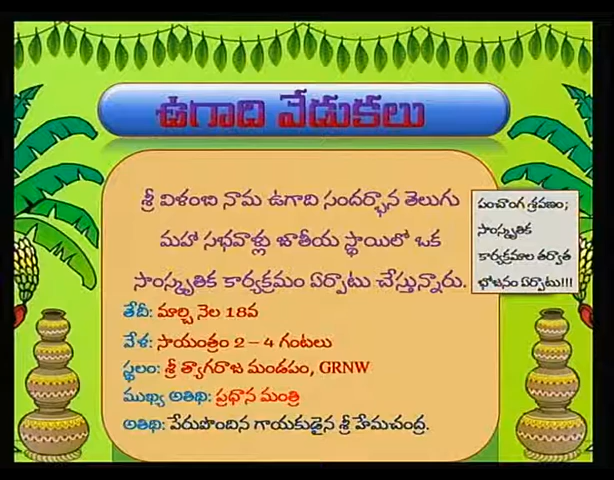 ఉగాది వేడుకలు
శ్రీ విళంబి నామ ఉగాది సందర్భాన తెలుగు
మహా సభవాళ్లు జాతీయ స్థాయిలో ఒక
సాంస్కృతిక కార్యక్రమం ఏర్పాటు చేస్తున్నారు.
తేదీ: మార్చి నెల 18వ
వేళ: సాయంత్రం 2 – 4 గంటలు
స్థలం: శ్రీ త్యాగరాజ మండపం, GRNW
ముఖ్య అతిథి: ప్రధాన మంత్రి
అతిథి: పేరుపొందిన గాయకుడైన శ్రీ హేమచంద్ర.
పంచాంగ శ్రవణం;
సాంస్కృతిక
కార్యక్రమాల తర్వాత
భోజనం ఏర్పాటు!!!